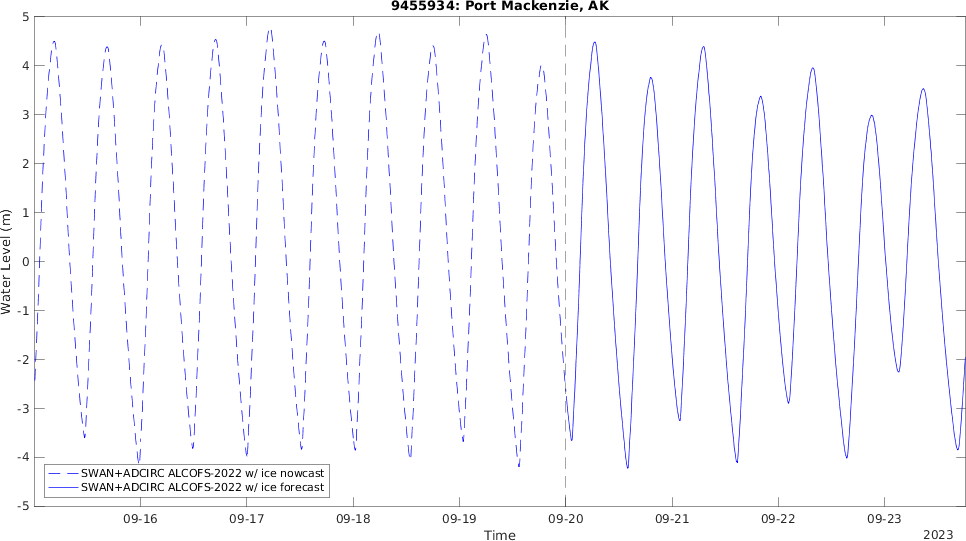 9455934: Port Mackenzie, AK
5
4
3
2
1
0
-1
-2
-3
-4
-5
Water Level (m)
SWAN+ADCIRC ALCOFS-2022 w/ ice nowcast
SWAN+ADCIRC ALCOFS-2022 w/ ice forecast
09-16 09-17 09-18 09-19 09-20 09-21 09-22 09-23
Time
2023